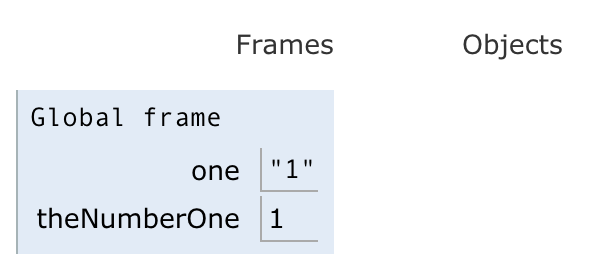 Frames Objects
Global frame
one "1"
theNumberOne 1